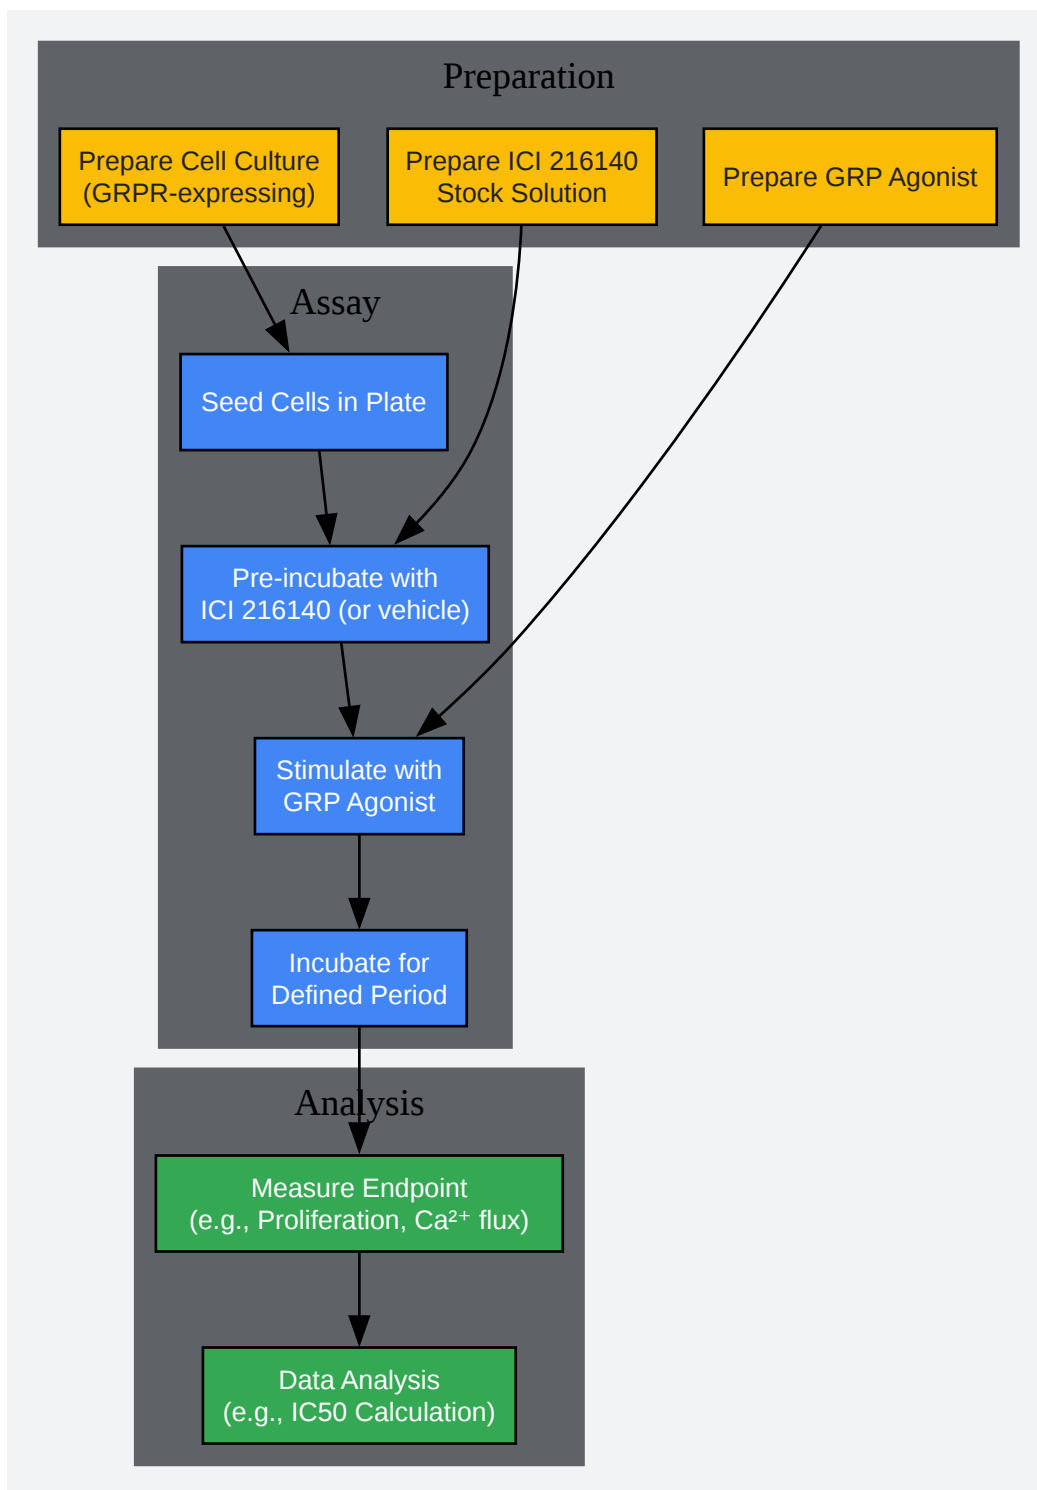 Preparation
Prepare Cell Culture
(GRPR-expressing)
Prepare ICI 216140
Stock Solution
Prepare GRP Agonist
Assay
Seed Cells in Plate
Pre-incubate with
ICI 216140 (or vehicle)
Stimulate with
GRP Agonist
Incubate for
Defined Period
Analysis
Measure Endpoint
(e.g., Proliferation, Ca²⁺ flux)
Data Analysis
(e.g., IC50 Calculation)